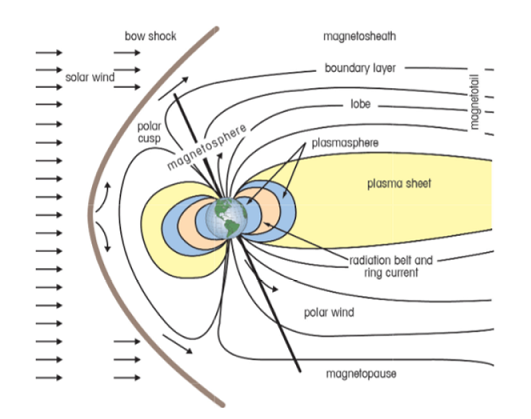 bow shock
magnetosheath
solar wind
boundary layer
magnetotail
lobe
polar
cusp
magnetosphere
plasmasphere
plasma sheet
radiation belt and
ring current
polar wind
magnetopause